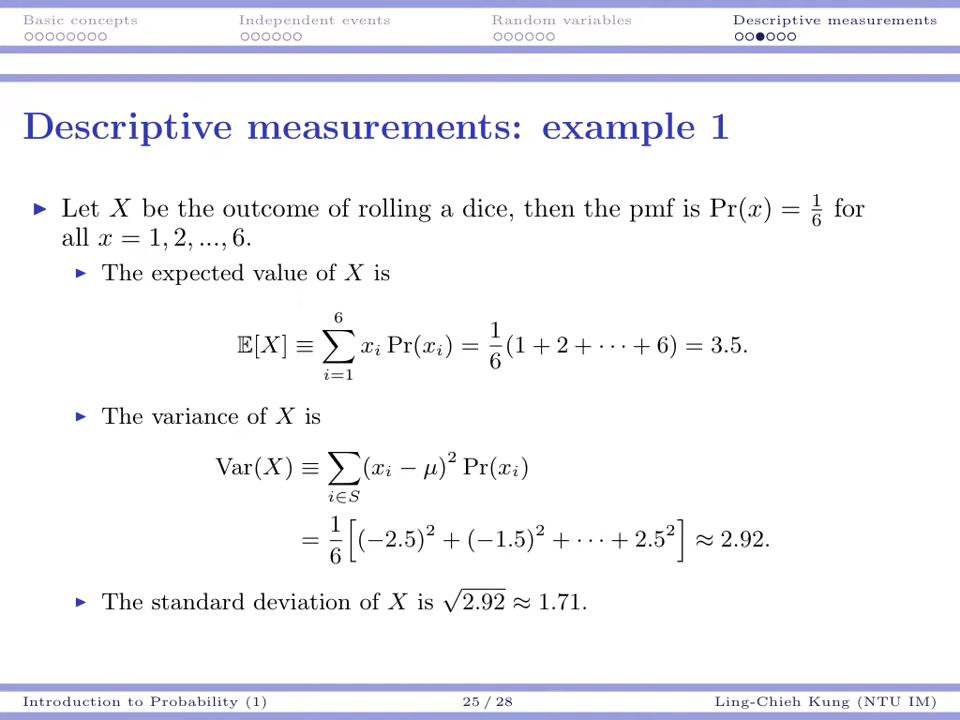 Basic concepts Independent events Random variables Descriptive measurements
Descriptive measurements: example 1
▶ Let X be the outcome of rolling a dice, then the pmf is Pr(x) = 1/6 for
all x = 1, 2, ..., 6.
▶ The expected value of X is
𝔼[X] ≡ ∑_{i=1}^{6} x_i Pr(x_i) = 1/6 (1 + 2 + · · · + 6) = 3.5.
▶ The variance of X is
Var(X) ≡ ∑_{i∈S} (x_i − μ)² Pr(x_i)
= 1/6 [(−2.5)² + (−1.5)² + · · · + 2.5²] ≈ 2.92.
▶ The standard deviation of X is √2.92 ≈ 1.71.
Introduction to Probability (1) 25 / 28 Ling-Chieh Kung (NTU IM)